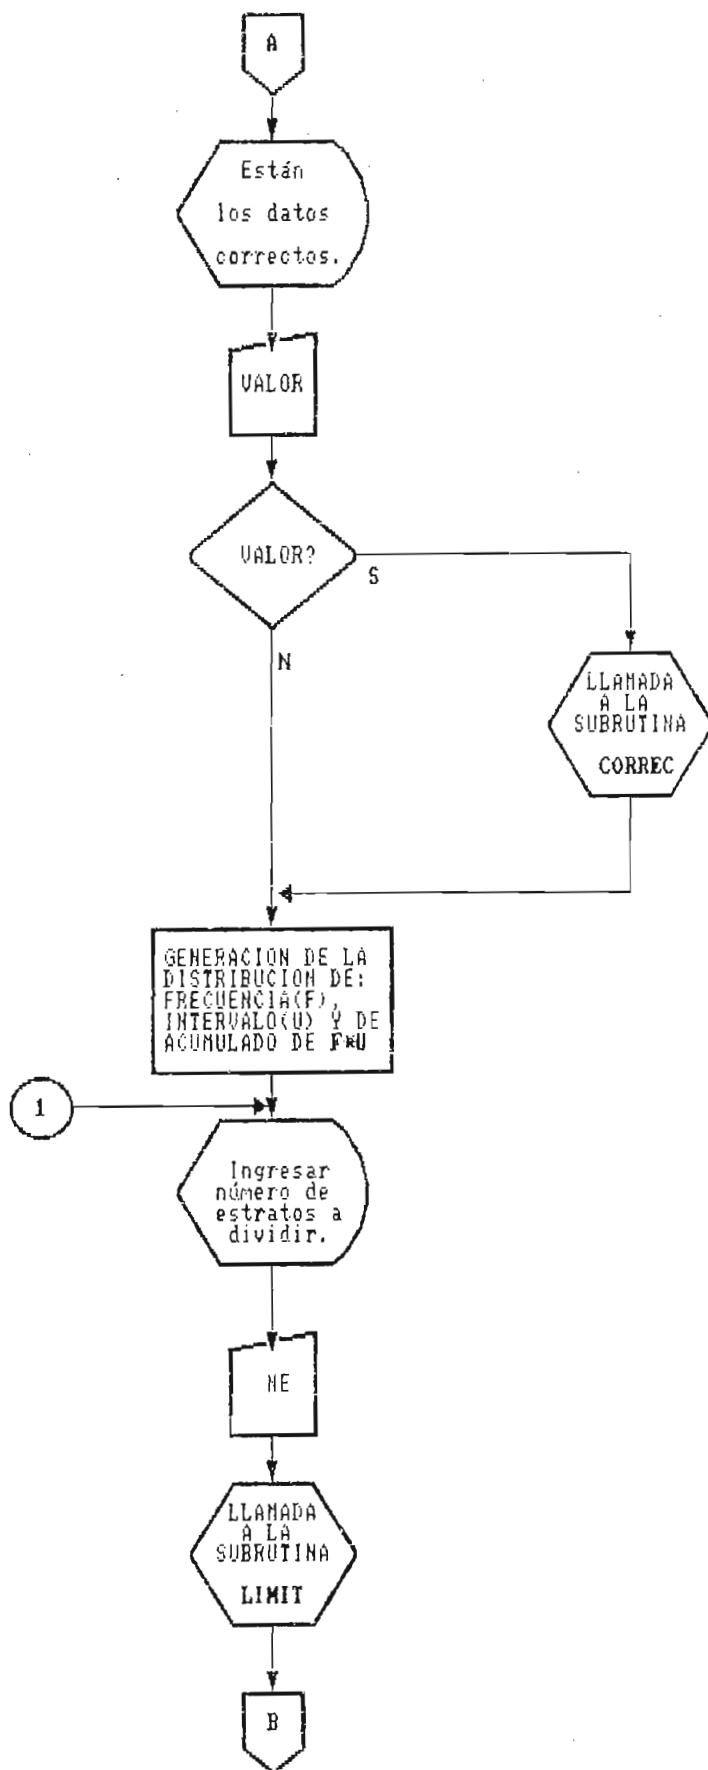 A
Están
los datos
correctos.
VALOR
VALOR?
S
N
LLAMADA
A LA
SUBRUTINA
CORREC
GENERACION DE LA
DISTRIBUCION DE:
FRECUENCIA(F),
INTERVALO(U) Y DE
ACUMULADO DE F*U
1
Ingresar
número de
estratos a
dividir.
NE
LLAMADA
A LA
SUBRUTINA
LIMIT
B